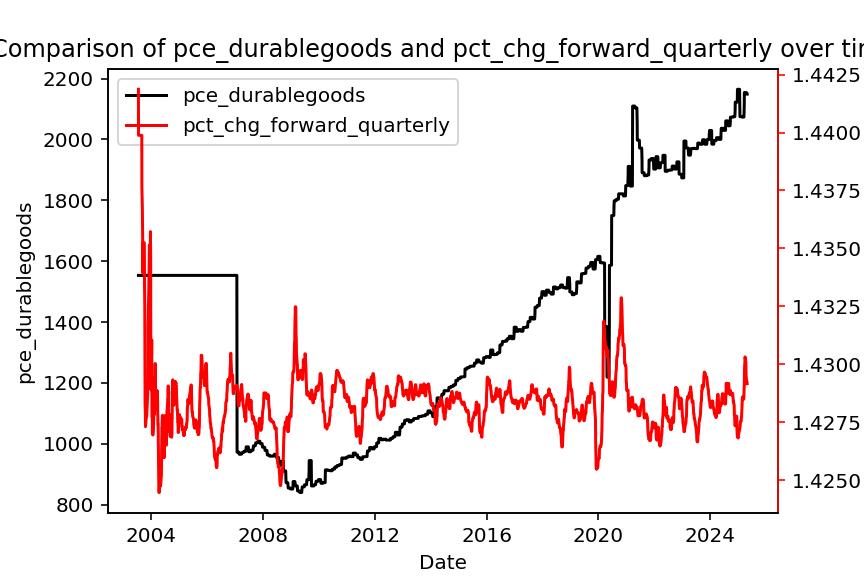 Comparison of pce_durablegoods and pct_chg_forward_quarterly over tim
pce_durablegoods
pct_chg_forward_quarterly
2200
2000
1800
1600
1400
1200
1000
800
pce_durablegoods
1.4425
1.4400
1.4375
1.4350
1.4325
1.4300
1.4275
1.4250
2004 2008 2012 2016 2020 2024
Date